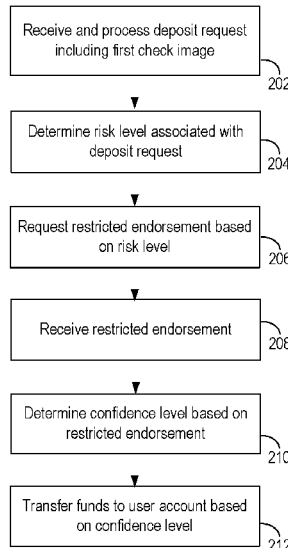 Receive and process deposit request
including first check image
202
Determine risk level associated with
deposit request
204
Request restricted endorsement based
on risk level
206
Receive restricted endorsement
208
Determine confidence level based on
restricted endorsement
210
Transfer funds to user account based
on confidence level
212